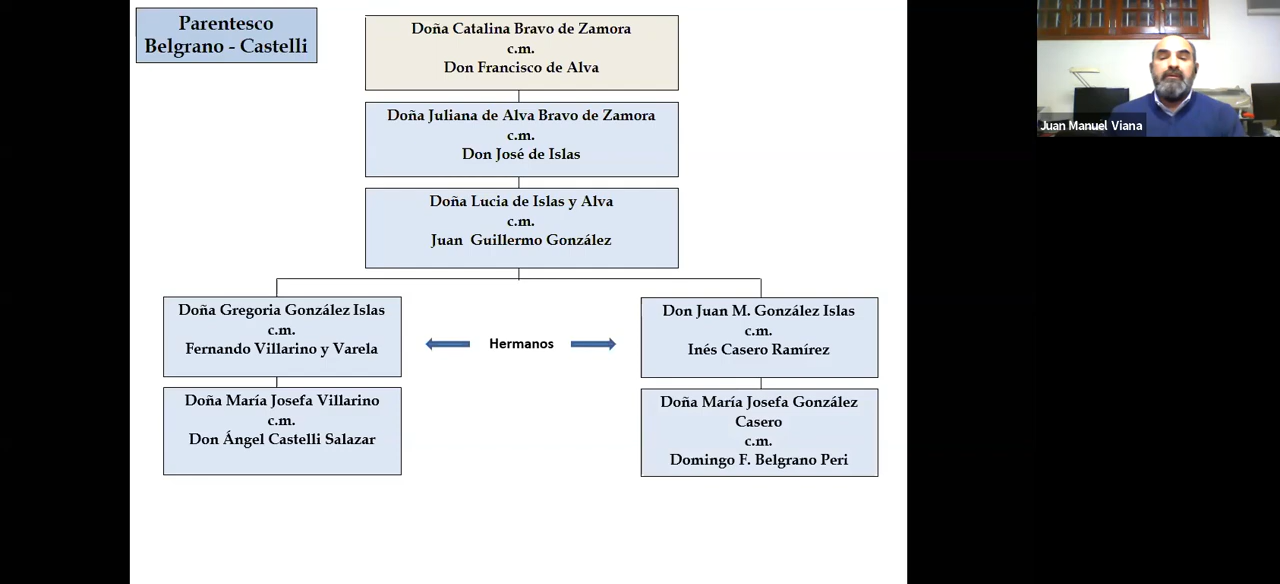 Parentesco
Belgrano - Castelli
Doña Catalina Bravo de Zamora
c.m.
Don Francisco de Alva
Juan Manuel Viana
Doña Juliana de Alva Bravo de Zamora
c.m.
Don José de Islas
Doña Lucia de Islas y Alva
c.m.
Juan Guillermo González
Doña Gregoria González Islas
c.m.
Fernando Villarino y Varela
Hermanos
Don Juan M. González Islas
c.m.
Inés Casero Ramírez
Doña María Josefa Villarino
c.m.
Don Ángel Castelli Salazar
Doña María Josefa González
Casero
c.m.
Domingo F. Belgrano Peri